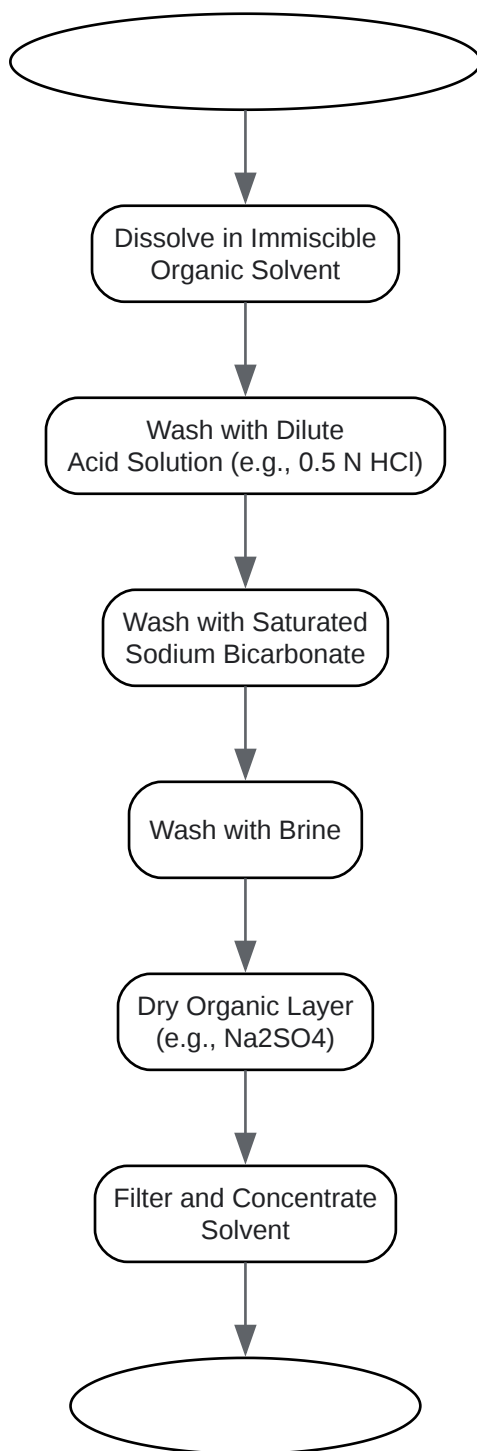 Dissolve in Immiscible
Organic Solvent
Wash with Dilute
Acid Solution (e.g., 0.5 N HCl)
Wash with Saturated
Sodium Bicarbonate
Wash with Brine
Dry Organic Layer
(e.g., Na2SO4)
Filter and Concentrate
Solvent